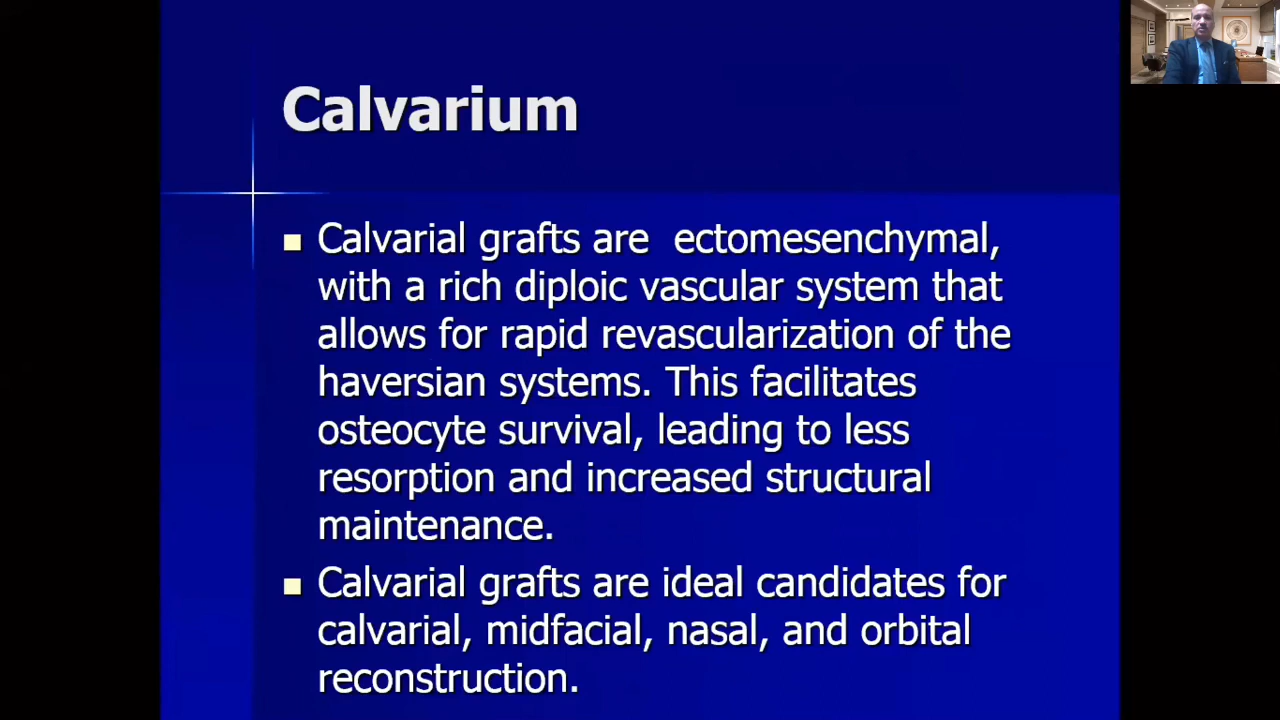 Calvarium
Calvarial grafts are ectomesenchymal,
with a rich diploic vascular system that
allows for rapid revascularization of the
haversian systems. This facilitates
osteocyte survival, leading to less
resorption and increased structural
maintenance.
Calvarial grafts are ideal candidates for
calvarial, midfacial, nasal, and orbital
reconstruction.